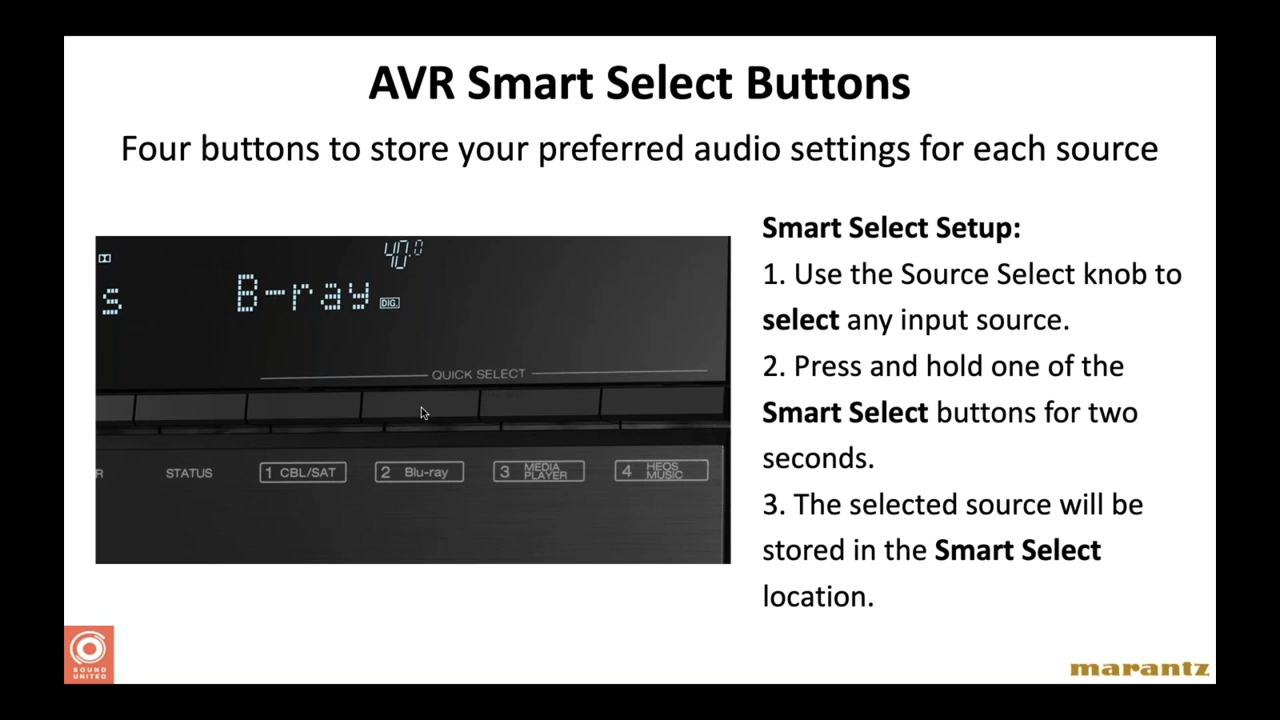 AVR Smart Select Buttons
Four buttons to store your preferred audio settings for each source
40.0
s B-ray DIG.
QUICK SELECT
R STATUS 1 CBL/SAT 2 Blu-ray 3 MEDIA PLAYER 4 HEOS MUSIC
Smart Select Setup:
1. Use the Source Select knob to
select any input source.
2. Press and hold one of the
Smart Select buttons for two
seconds.
3. The selected source will be
stored in the Smart Select
location.
SOUND
UNITED
marantz